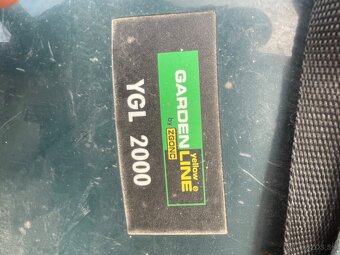 yellow
GARDEN LINE
by ZGONC
YGL 2000